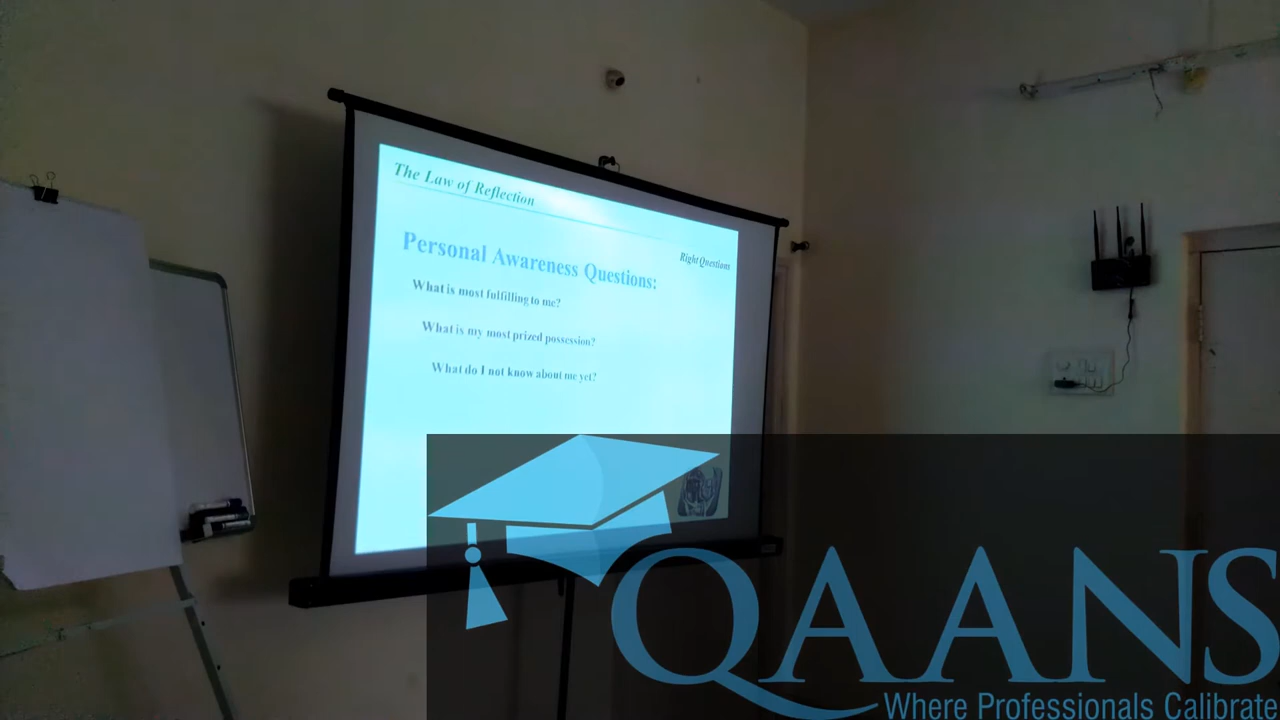 The Law of Reflection
Right Questions
Personal Awareness Questions:
What is most fulfilling to me?
What is my most prized possession?
What do I not know about me yet?
QAANS
Where Professionals Calibrate